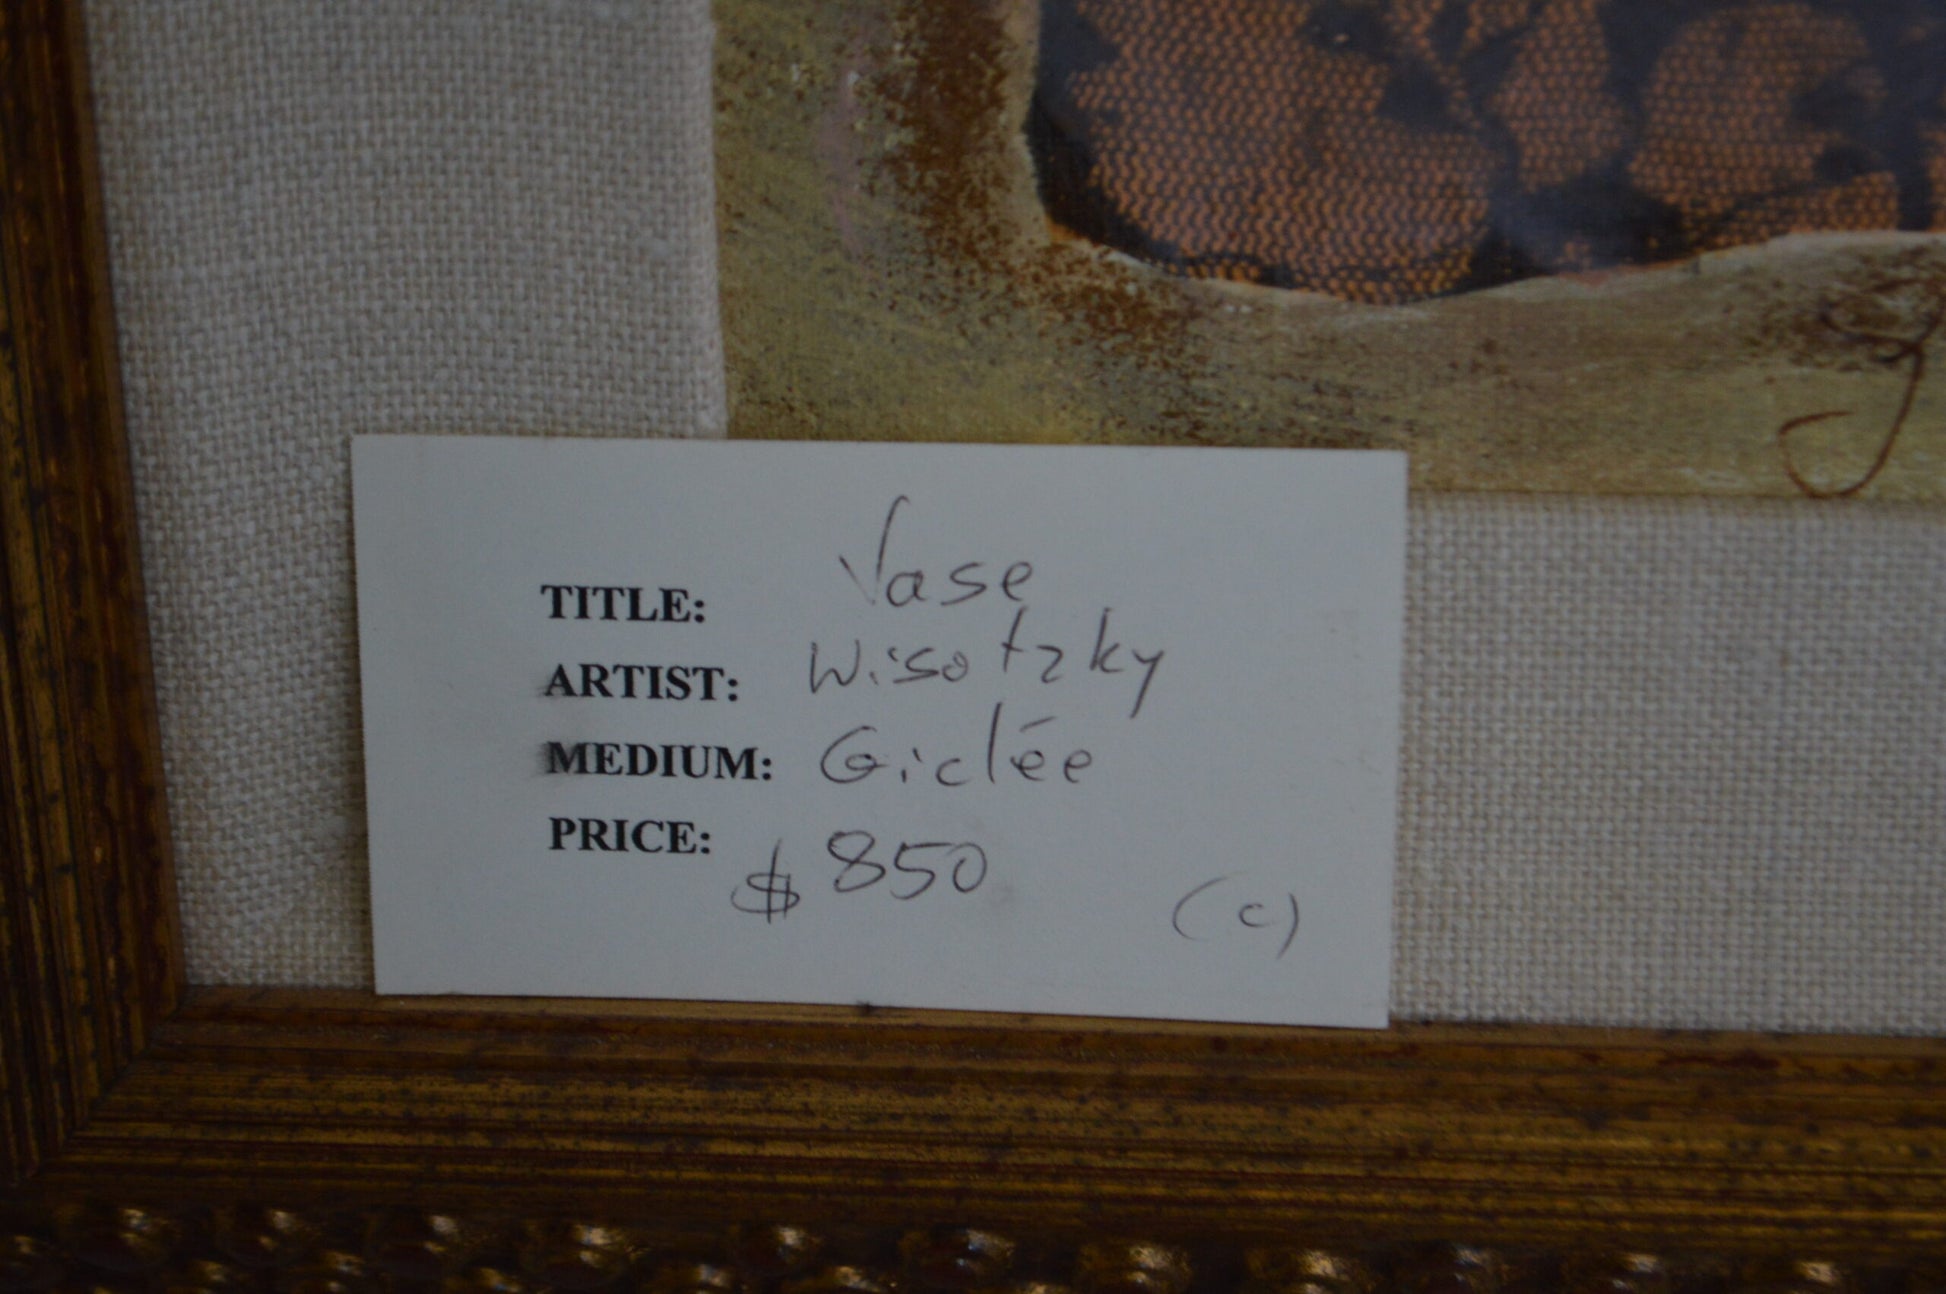 TITLE: Vase
ARTIST: Wisotzky
MEDIUM: Giclée
PRICE: $850
(c)